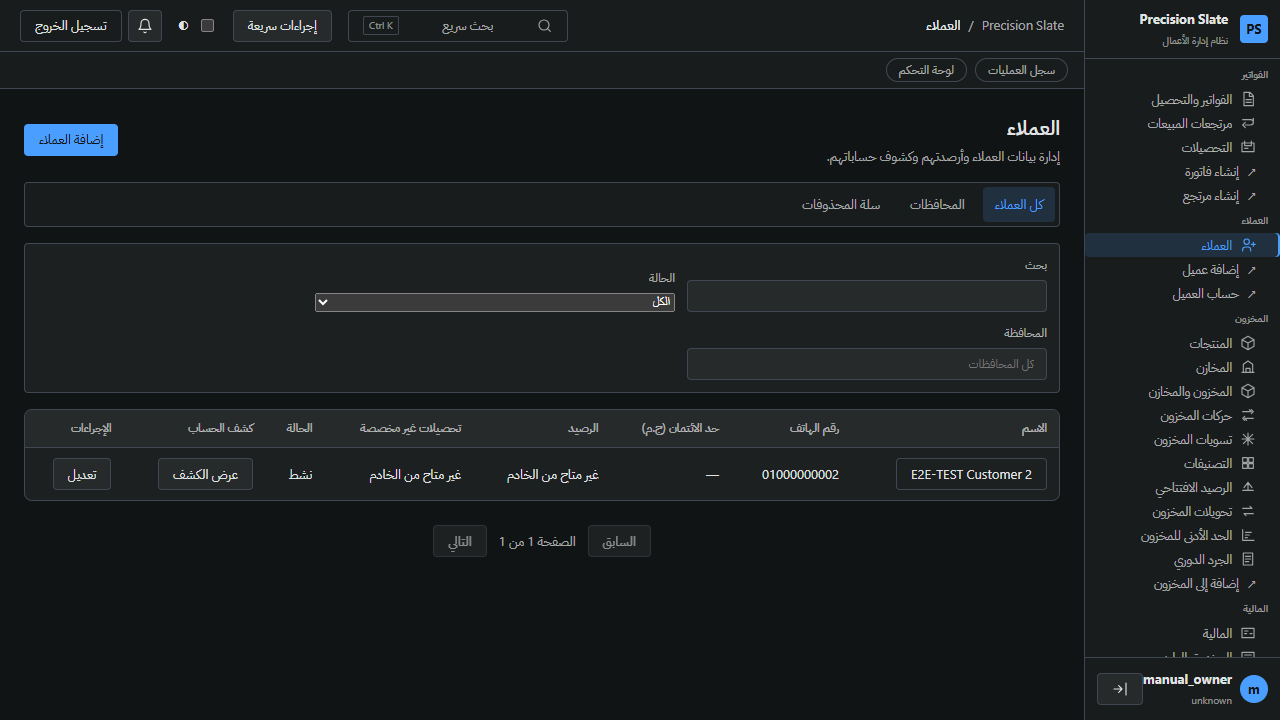 Precision Slate
نظام إدارة الأعمال
PS
الفواتير
الفواتير والتحصيل
مرتجعات المبيعات
التحصيلات
إنشاء فاتورة
إنشاء مرتجع
العملاء
العملاء
إضافة عميل
حساب العميل
المخزون
المنتجات
المخازن
المخزون والمخازن
حركات المخزون
تسويات المخزون
التصنيفات
الرصيد الافتتاحي
تحويلات المخزون
الحد الأدنى للمخزون
الجرد الدوري
إضافة إلى المخزون
المالية
المالية
manual_owner
unknown
m
Precision Slate / العملاء
بحث سريع Ctrl K
إجراءات سريعة
تسجيل الخروج
سجل العمليات
لوحة التحكم
العملاء
إدارة بيانات العملاء وأرصدتهم وكشوف حساباتهم.
إضافة العملاء
كل العملاء
المحافظات
سلة المحذوفات
بحث
الحالة
الكل
المحافظة
كل المحافظات
الاسم رقم الهاتف حد الائتمان (ج.م) الرصيد تحصيلات غير مخصصة الحالة كشف الحساب الإجراءات
E2E-TEST Customer 2 01000000002 — غير متاح من الخادم غير متاح من الخادم نشط عرض الكشف تعديل
السابق الصفحة 1 من 1 التالي